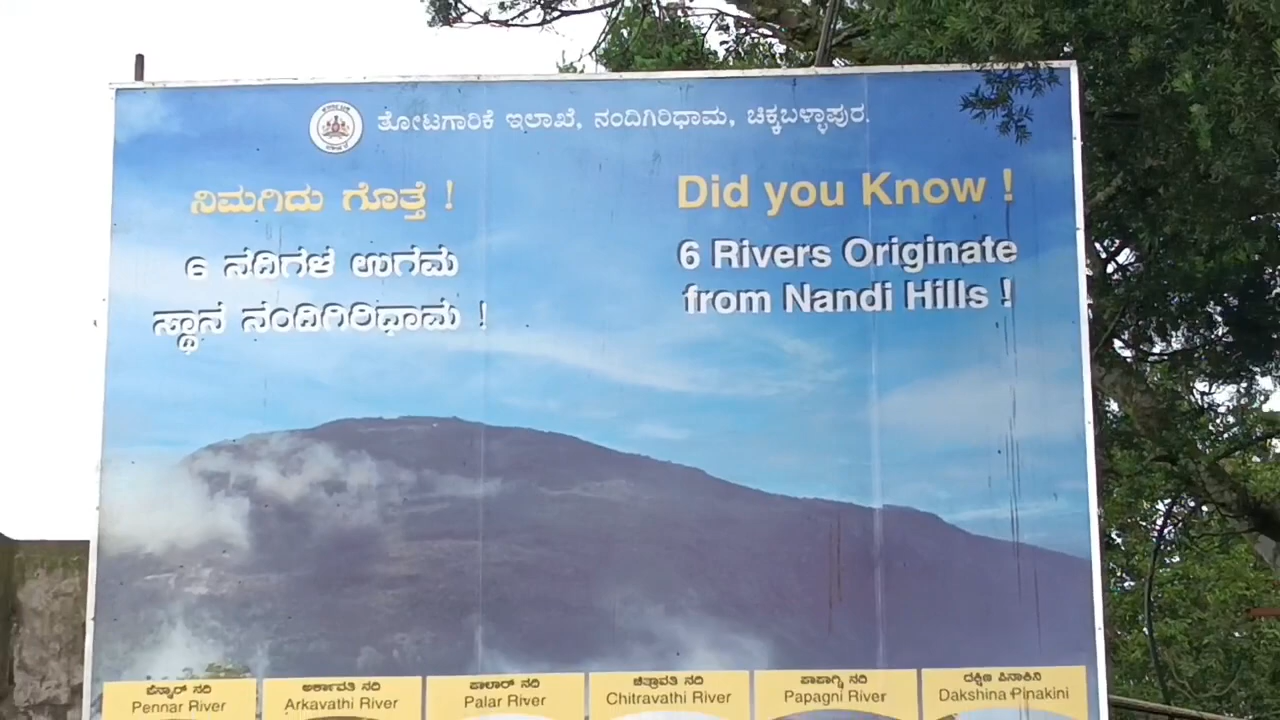 ತೋಟಗಾರಿಕೆ ಇಲಾಖೆ, ನಂದಿಗಿರಿಧಾಮ, ಚಿಕ್ಕಬಳ್ಳಾಪುರ.
ನಿಮಗಿದು ಗೊತ್ತೆ !
೬ ನದಿಗಳ ಉಗಮ
ಸ್ಥಾನ ನಂದಿಗಿರಿಧಾಮ !
Did you Know !
6 Rivers Originate
from Nandi Hills !
ಪೆನ್ನಾರ್ ನದಿ
Pennar River
ಅರ್ಕಾವತಿ ನದಿ
Arkavathi River
ಪಾಲಾರ್ ನದಿ
Palar River
ಚಿತ್ರಾವತಿ ನದಿ
Chitravathi River
ಪಾಪಾಗ್ನಿ ನದಿ
Papagni River
ದಕ್ಷಿಣ ಪಿನಾಕಿನಿ
Dakshina Pinakini